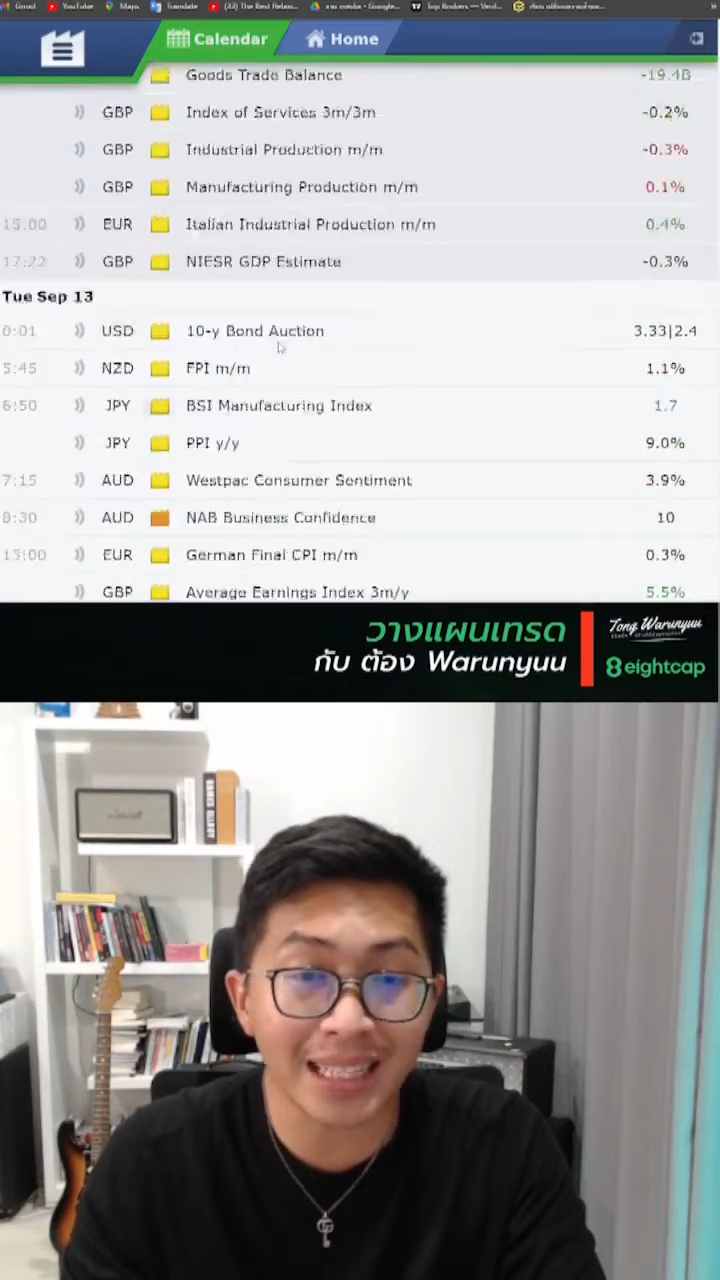 Gmail YouTube Maps Translate
Calendar Home
Goods Trade Balance -19.4B
GBP Index of Services 3m/3m -0.2%
GBP Industrial Production m/m -0.3%
GBP Manufacturing Production m/m 0.1%
15:00 EUR Italian Industrial Production m/m 0.4%
17:22 GBP NIESR GDP Estimate -0.3%
Tue Sep 13
0:01 USD 10-y Bond Auction 3.33|2.4
5:45 NZD FPI m/m 1.1%
6:50 JPY BSI Manufacturing Index 1.7
JPY PPI y/y 9.0%
7:15 AUD Westpac Consumer Sentiment 3.9%
8:30 AUD NAB Business Confidence 10
13:00 EUR German Final CPI m/m 0.3%
GBP Average Earnings Index 3m/y 5.5%
วางแผนเทรด
กับ ต้อง Warunyuu
Tong Warunyuu
eightcap